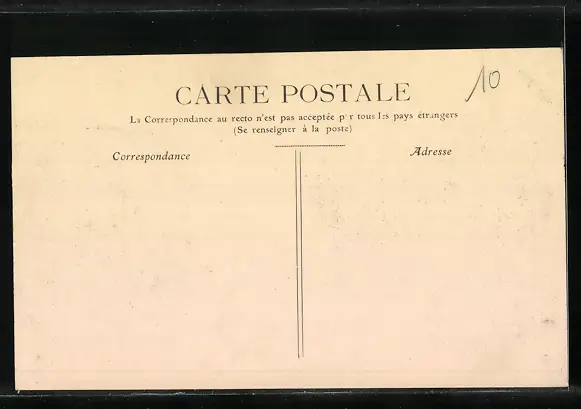 10
CARTE POSTALE
La Correspondance au recto n'est pas acceptée par tous les pays étrangers
(Se renseigner à la poste)
Correspondance
Adresse